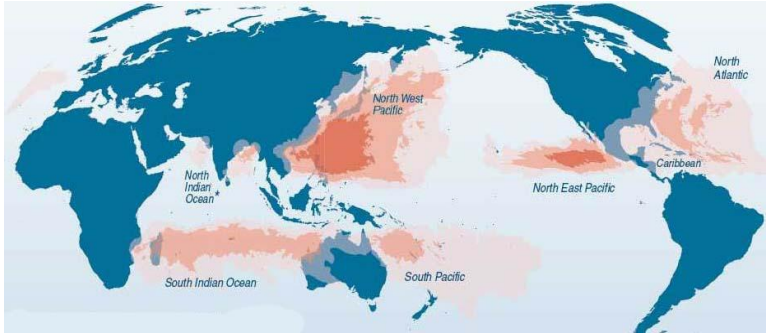 North
Atlantic
North West
Pacific
Caribbean
North
Indian
Ocean
North East Pacific
South Indian Ocean
South Pacific